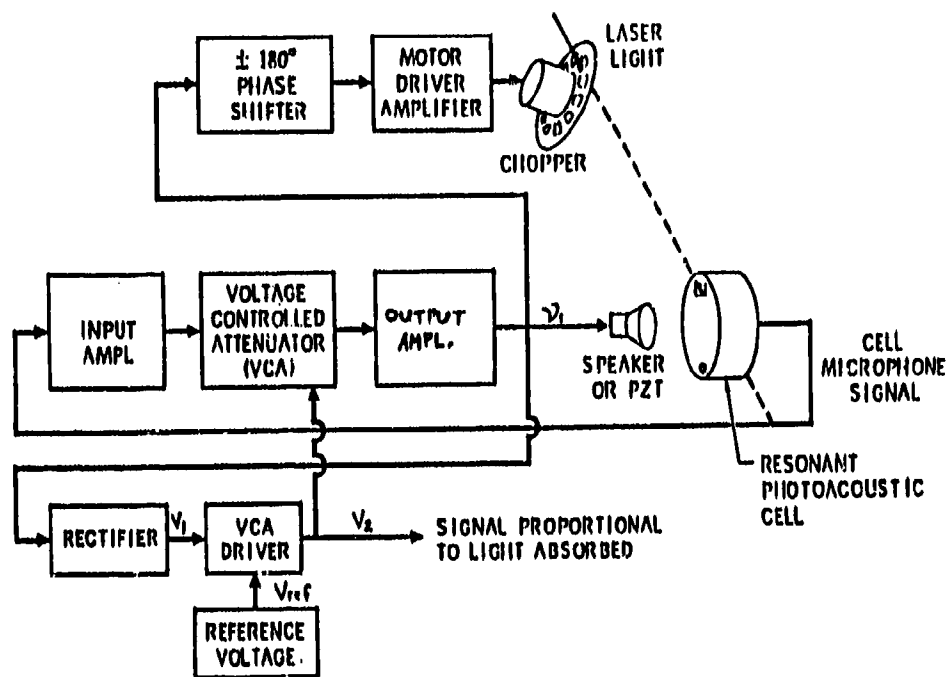 ± 180°
PHASE
SHIFTER
MOTOR
DRIVER
AMPLIFIER
LASER
LIGHT
CHOPPER
INPUT
AMPL
VOLTAGE
CONTROLLED
ATTENUATOR
(VCA)
OUTPUT
AMPL.
ν₁
SPEAKER
OR PZT
CELL
MICROPHONE
SIGNAL
RESONANT
PHOTOACOUSTIC
CELL
RECTIFIER
V₁
VCA
DRIVER
V₂
SIGNAL PROPORTIONAL
TO LIGHT ABSORBED
Vref
REFERENCE
VOLTAGE.